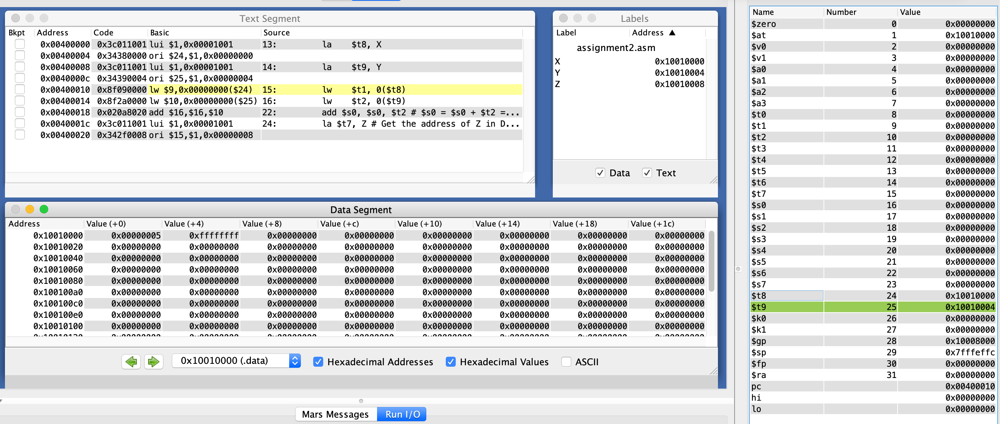 Text Segment
Bkpt Address Code Basic Source
0x00400000 0x3c011001 lui $1,0x00001001 13: la $t8, X
0x00400004 0x34380000 ori $24,$1,0x00000000
0x00400008 0x3c011001 lui $1,0x00001001 14: la $t9, Y
0x0040000c 0x34390004 ori $25,$1,0x00000004
0x00400010 0x8f090000 lw $9,0x00000000($24) 15: lw $t1, 0($t8)
0x00400014 0x8f2a0000 lw $10,0x00000000($25) 16: lw $t2, 0($t9)
0x00400018 0x020a8020 add $16,$16,$10 22: add $s0, $s0, $t2 # $s0 = $s0 + $t2 =...
0x0040001c 0x3c011001 lui $1,0x00001001 24: la $t7, Z # Get the address of Z in D...
0x00400020 0x342f0008 ori $15,$1,0x00000008
Labels
Label Address ▲
assignment2.asm
X 0x10010000
Y 0x10010004
Z 0x10010008
Data Text
Data Segment
Address Value (+0) Value (+4) Value (+8) Value (+c) Value (+10) Value (+14) Value (+18) Value (+1c)
0x10010000 0x00000005 0xffffffff 0x00000000 0x00000000 0x00000000 0x00000000 0x00000000 0x00000000
0x10010020 0x00000000 0x00000000 0x00000000 0x00000000 0x00000000 0x00000000 0x00000000 0x00000000
0x10010040 0x00000000 0x00000000 0x00000000 0x00000000 0x00000000 0x00000000 0x00000000 0x00000000
0x10010060 0x00000000 0x00000000 0x00000000 0x00000000 0x00000000 0x00000000 0x00000000 0x00000000
0x10010080 0x00000000 0x00000000 0x00000000 0x00000000 0x00000000 0x00000000 0x00000000 0x00000000
0x100100a0 0x00000000 0x00000000 0x00000000 0x00000000 0x00000000 0x00000000 0x00000000 0x00000000
0x100100c0 0x00000000 0x00000000 0x00000000 0x00000000 0x00000000 0x00000000 0x00000000 0x00000000
0x100100e0 0x00000000 0x00000000 0x00000000 0x00000000 0x00000000 0x00000000 0x00000000 0x00000000
0x10010100 0x00000000 0x00000000 0x00000000 0x00000000 0x00000000 0x00000000 0x00000000 0x00000000
0x10010000 (.data) Hexadecimal Addresses Hexadecimal Values ASCII
Mars Messages Run I/O
Name Number Value
$zero 0 0x00000000
$at 1 0x10010000
$v0 2 0x00000000
$v1 3 0x00000000
$a0 4 0x00000000
$a1 5 0x00000000
$a2 6 0x00000000
$a3 7 0x00000000
$t0 8 0x00000000
$t1 9 0x00000000
$t2 10 0x00000000
$t3 11 0x00000000
$t4 12 0x00000000
$t5 13 0x00000000
$t6 14 0x00000000
$t7 15 0x00000000
$s0 16 0x00000000
$s1 17 0x00000000
$s2 18 0x00000000
$s3 19 0x00000000
$s4 20 0x00000000
$s5 21 0x00000000
$s6 22 0x00000000
$s7 23 0x00000000
$t8 24 0x10010000
$t9 25 0x10010004
$k0 26 0x00000000
$k1 27 0x00000000
$gp 28 0x10008000
$sp 29 0x7fffeffc
$fp 30 0x00000000
$ra 31 0x00000000
pc 0x00400010
hi 0x00000000
lo 0x00000000